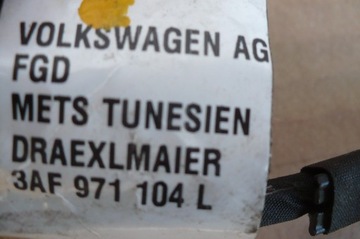 VOLKSWAGEN AG
FGD
METS TUNESIEN
DRAEXLMAIER
3AF 971 104 L